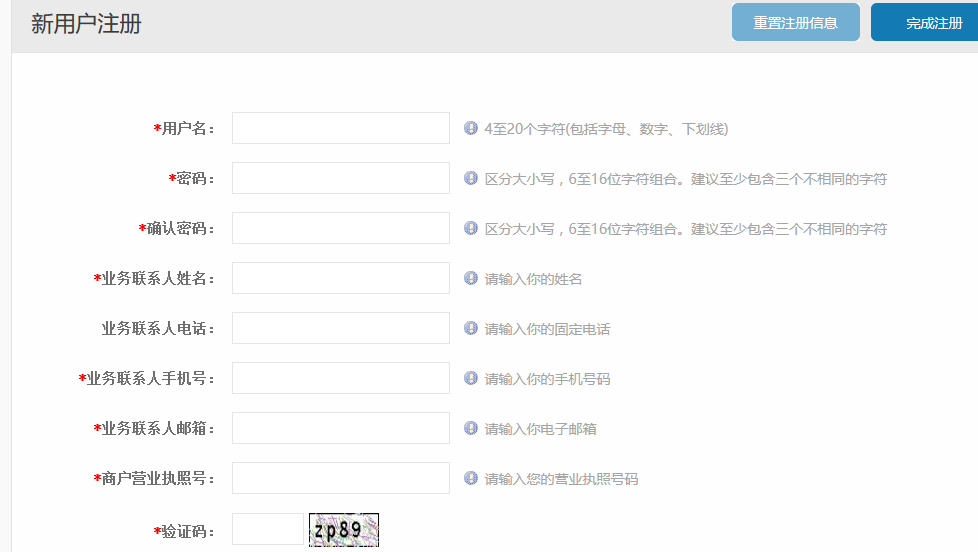 新用户注册
重置注册信息
完成注册
*用户名： 4至20个字符(包括字母、数字、下划线)
*密码： 区分大小写，6至16位字符组合。建议至少包含三个不相同的字符
*确认密码： 区分大小写，6至16位字符组合。建议至少包含三个不相同的字符
*业务联系人姓名： 请输入你的姓名
业务联系人电话： 请输入你的固定电话
*业务联系人手机号： 请输入你的手机号码
*业务联系人邮箱： 请输入你电子邮箱
*商户营业执照号： 请输入您的营业执照号码
*验证码： zp89